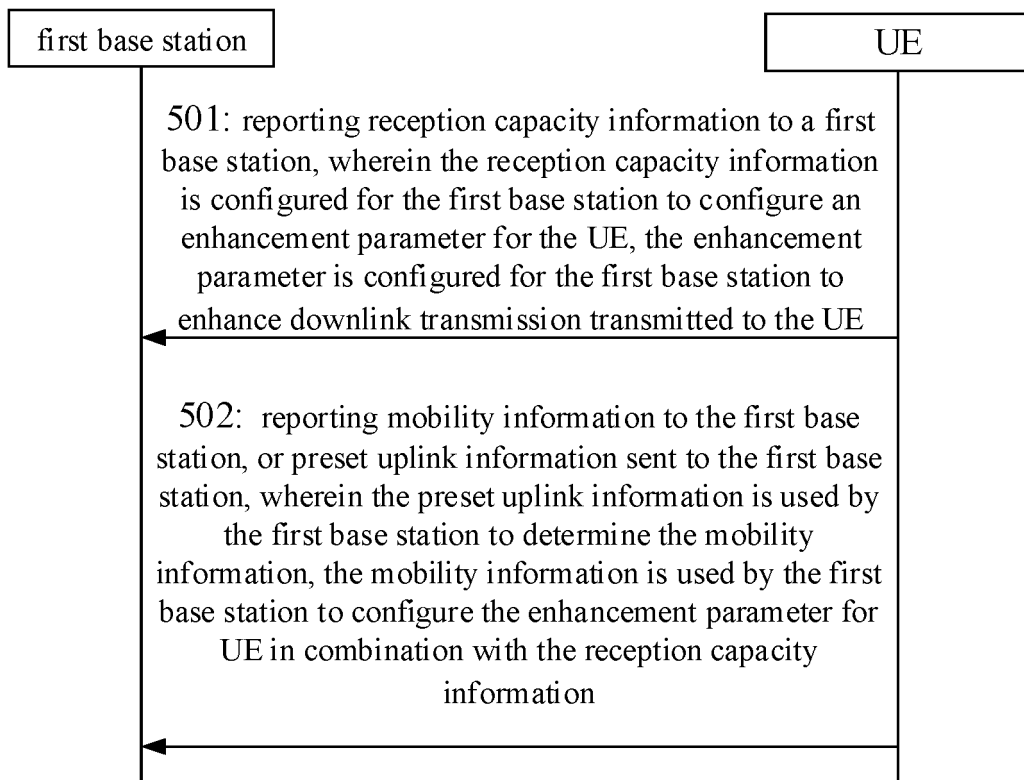 first base station
UE
501: reporting reception capacity information to a first
base station, wherein the reception capacity information
is configured for the first base station to configure an
enhancement parameter for the UE, the enhancement
parameter is configured for the first base station to
enhance downlink transmission transmitted to the UE
502: reporting mobility information to the first base
station, or preset uplink information sent to the first base
station, wherein the preset uplink information is used by
the first base station to determine the mobility
information, the mobility information is used by the first
base station to configure the enhancement parameter for
UE in combination with the reception capacity
information